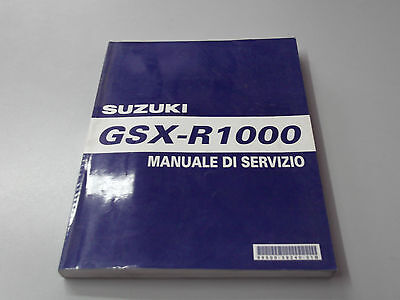 SUZUKI
GSX-R1000
MANUALE DI SERVIZIO